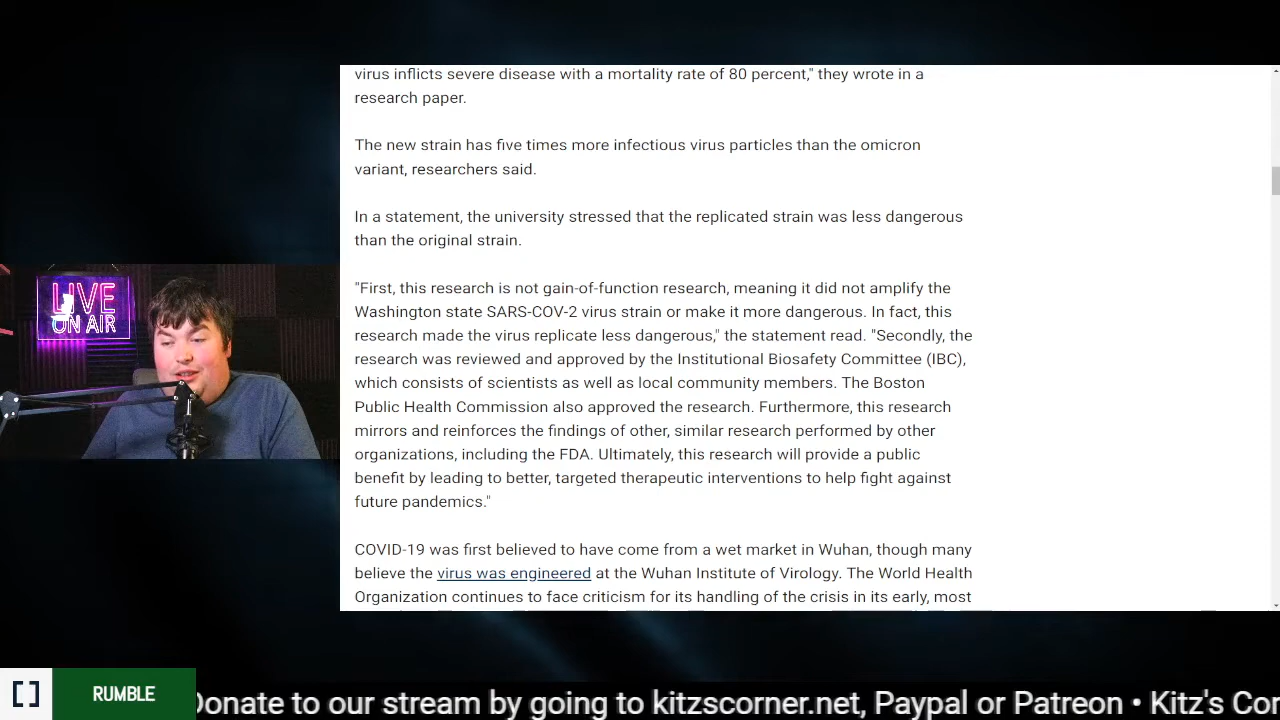 virus inflicts severe disease with a mortality rate of 80 percent," they wrote in a
research paper.
The new strain has five times more infectious virus particles than the omicron
variant, researchers said.
In a statement, the university stressed that the replicated strain was less dangerous
than the original strain.
"First, this research is not gain-of-function research, meaning it did not amplify the
Washington state SARS-COV-2 virus strain or make it more dangerous. In fact, this
research made the virus replicate less dangerous," the statement read. "Secondly, the
research was reviewed and approved by the Institutional Biosafety Committee (IBC),
which consists of scientists as well as local community members. The Boston
Public Health Commission also approved the research. Furthermore, this research
mirrors and reinforces the findings of other, similar research performed by other
organizations, including the FDA. Ultimately, this research will provide a public
benefit by leading to better, targeted therapeutic interventions to help fight against
future pandemics."
COVID-19 was first believed to have come from a wet market in Wuhan, though many
believe the virus was engineered at the Wuhan Institute of Virology. The World Health
Organization continues to face criticism for its handling of the crisis in its early, most
LIVE
ON AIR
RUMBLE
Donate to our stream by going to kitzscorner.net, Paypal or Patreon • Kitz's Cor